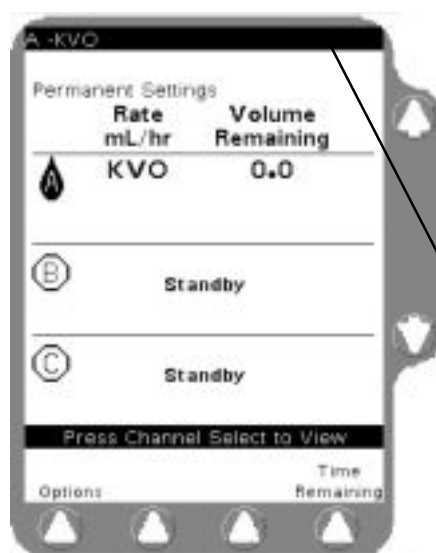 A -KVO
Permanent Settings
Rate Volume
mL/hr Remaining
A KVO 0.0
B Standby
C Standby
Press Channel Select to View
Time
Options Remaining